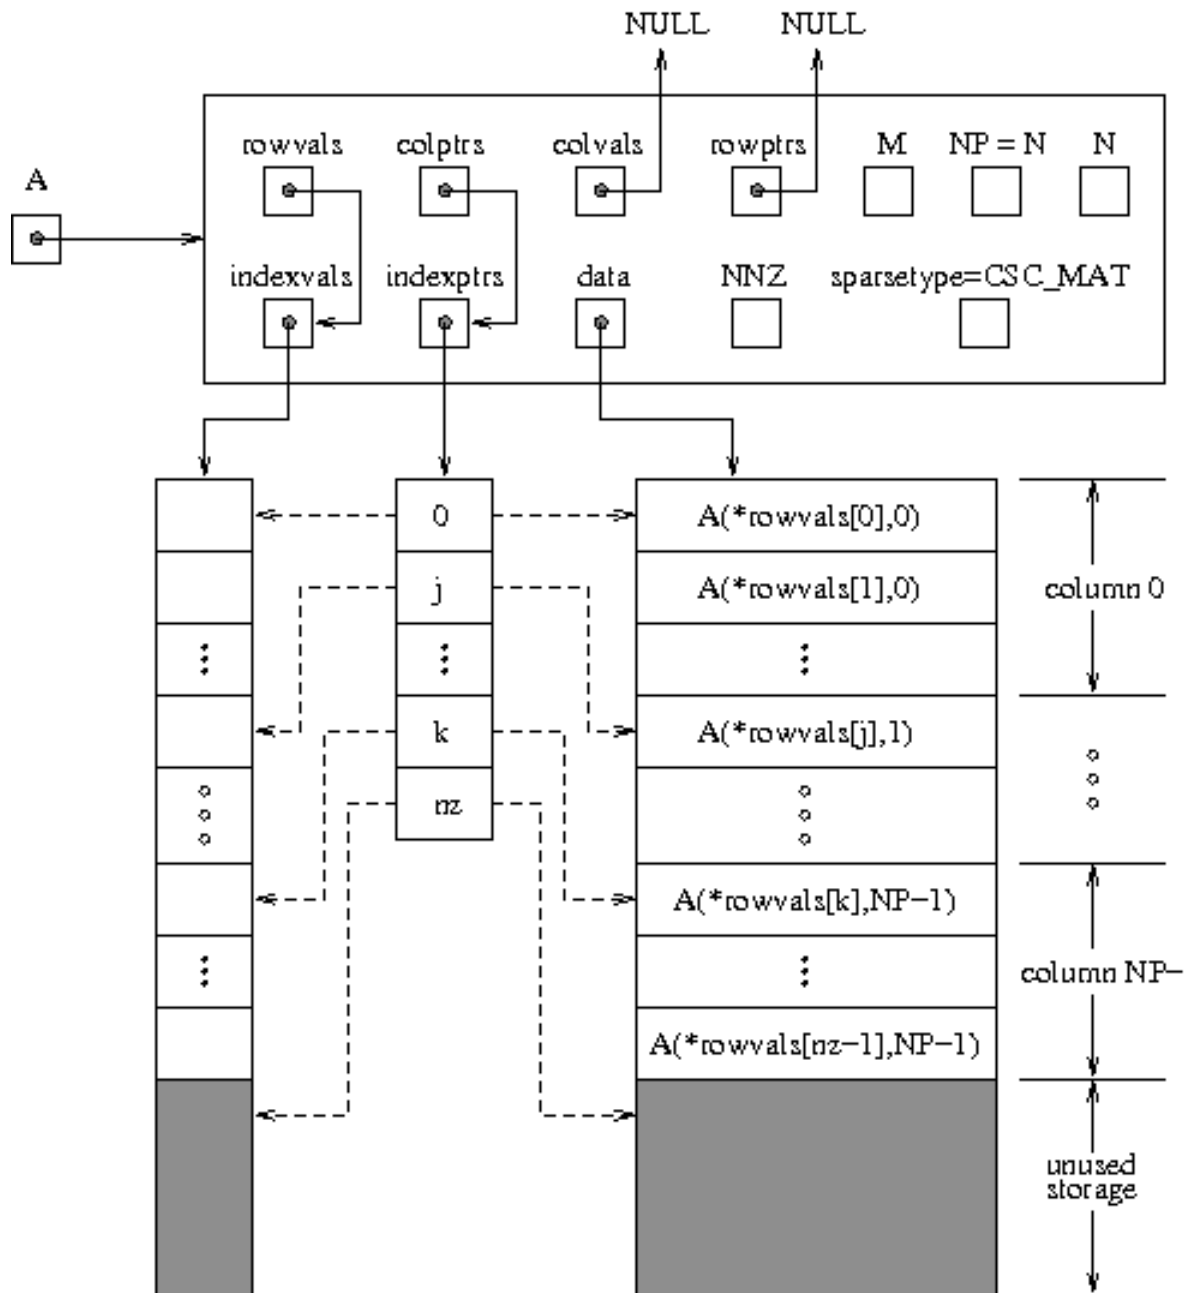 NULL NULL
rowvals colptrs colvals rowptrs M NP = N N
A
indexvals indexptrs data NNZ sparsetype=CSC_MAT
0 A(*rowvals[0],0)
j A(*rowvals[1],0) column 0
k A(*rowvals[j],1)
nz
A(*rowvals[k],NP−1)
column NP−
A(*rowvals[nz−1],NP−1)
unused
storage